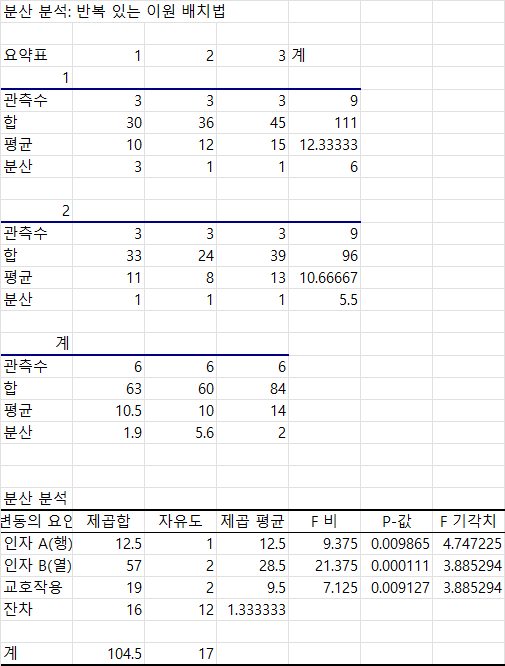 분산 분석: 반복 있는 이원 배치법
요약표 1 2 3 계
1
관측수 3 3 3 9
합 30 36 45 111
평균 10 12 15 12.33333
분산 3 1 1 6
2
관측수 3 3 3 9
합 33 24 39 96
평균 11 8 13 10.66667
분산 1 1 1 5.5
계
관측수 6 6 6
합 63 60 84
평균 10.5 10 14
분산 1.9 5.6 2
분산 분석
변동의 요인 제곱합 자유도 제곱 평균 F 비 P-값 F 기각치
인자 A(행) 12.5 1 12.5 9.375 0.009865 4.747225
인자 B(열) 57 2 28.5 21.375 0.000111 3.885294
교호작용 19 2 9.5 7.125 0.009127 3.885294
잔차 16 12 1.333333
계 104.5 17